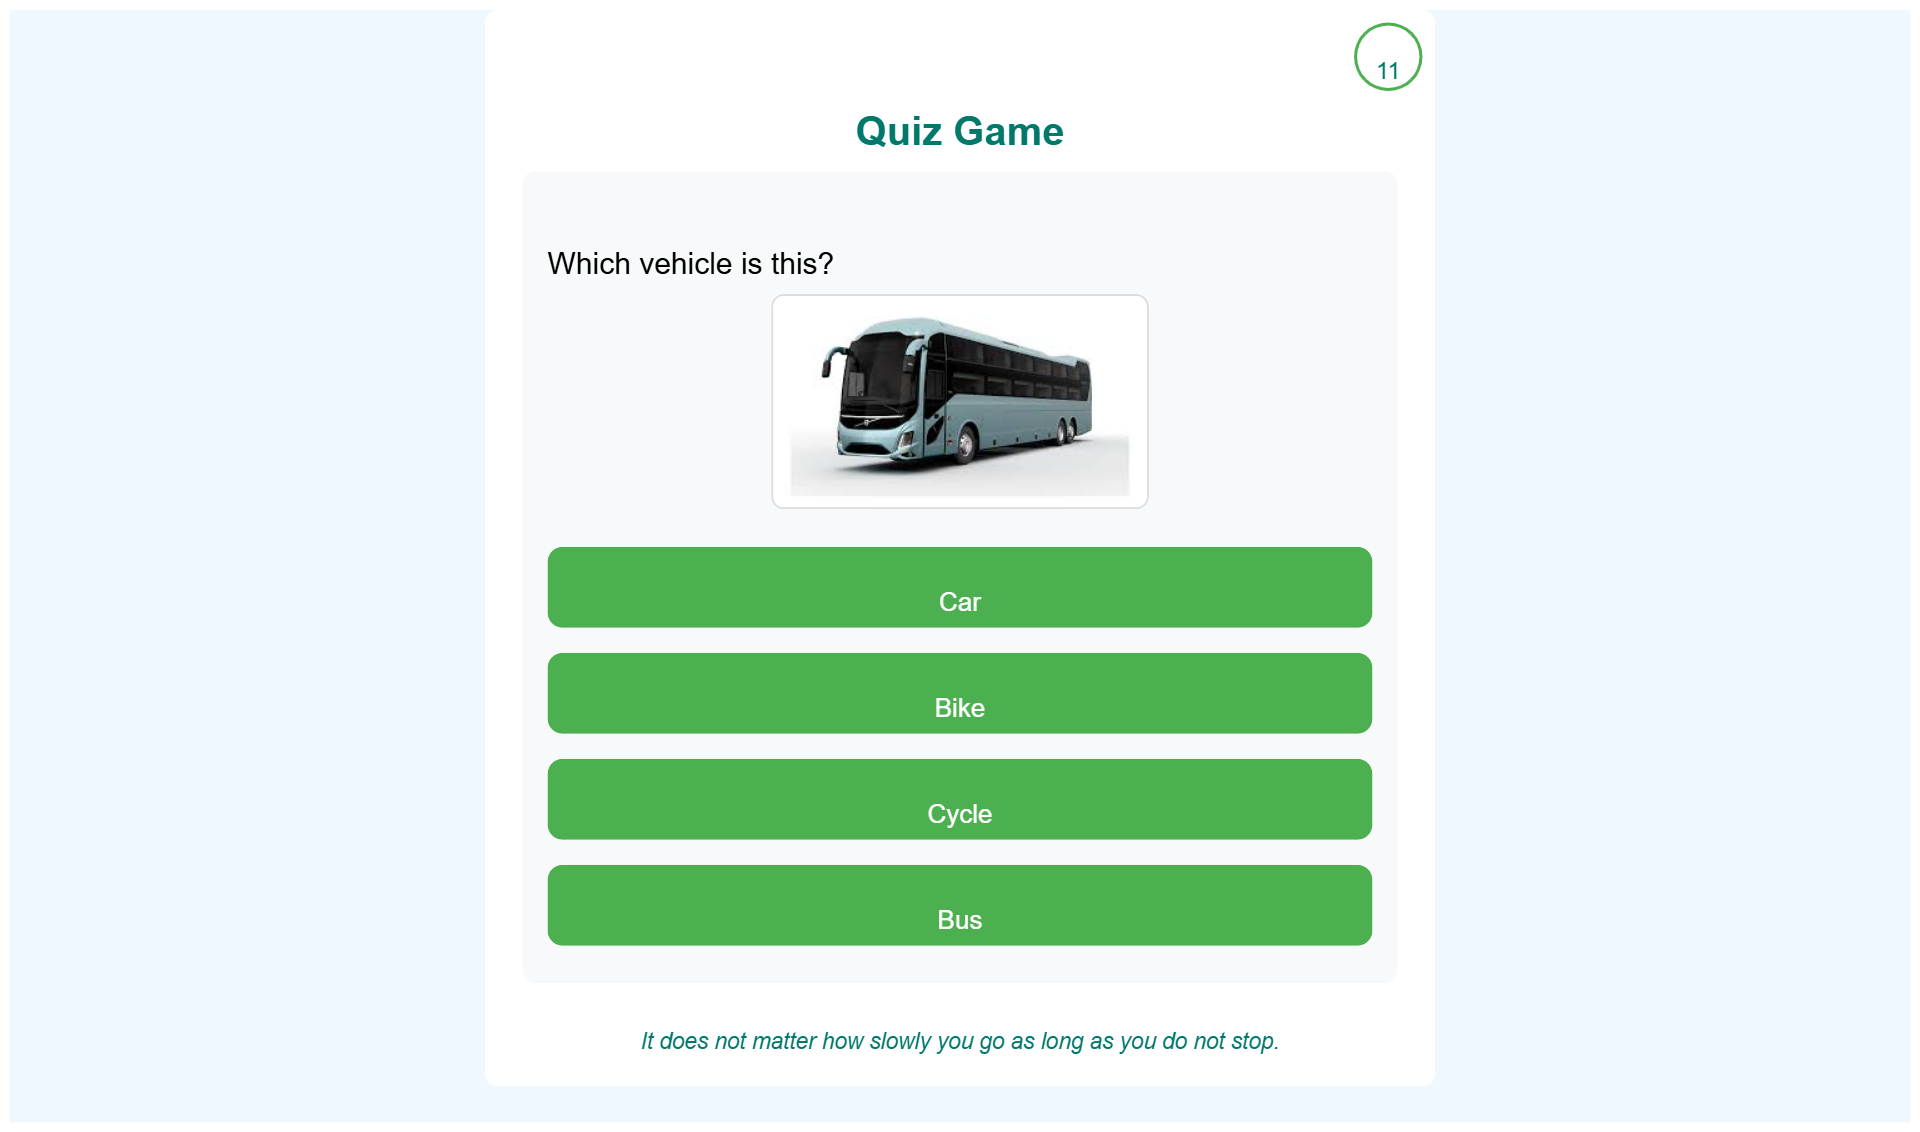 11
Quiz Game
Which vehicle is this?
Car
Bike
Cycle
Bus
It does not matter how slowly you go as long as you do not stop.